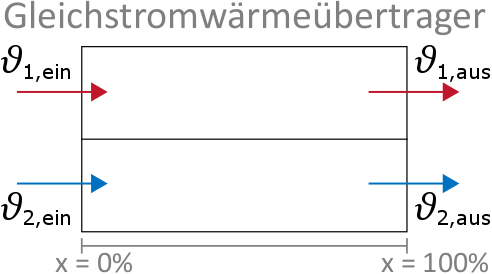 Gleichstromwärmeübertrager
ϑ1,ein ϑ1,aus
ϑ2,ein ϑ2,aus
x = 0% x = 100%